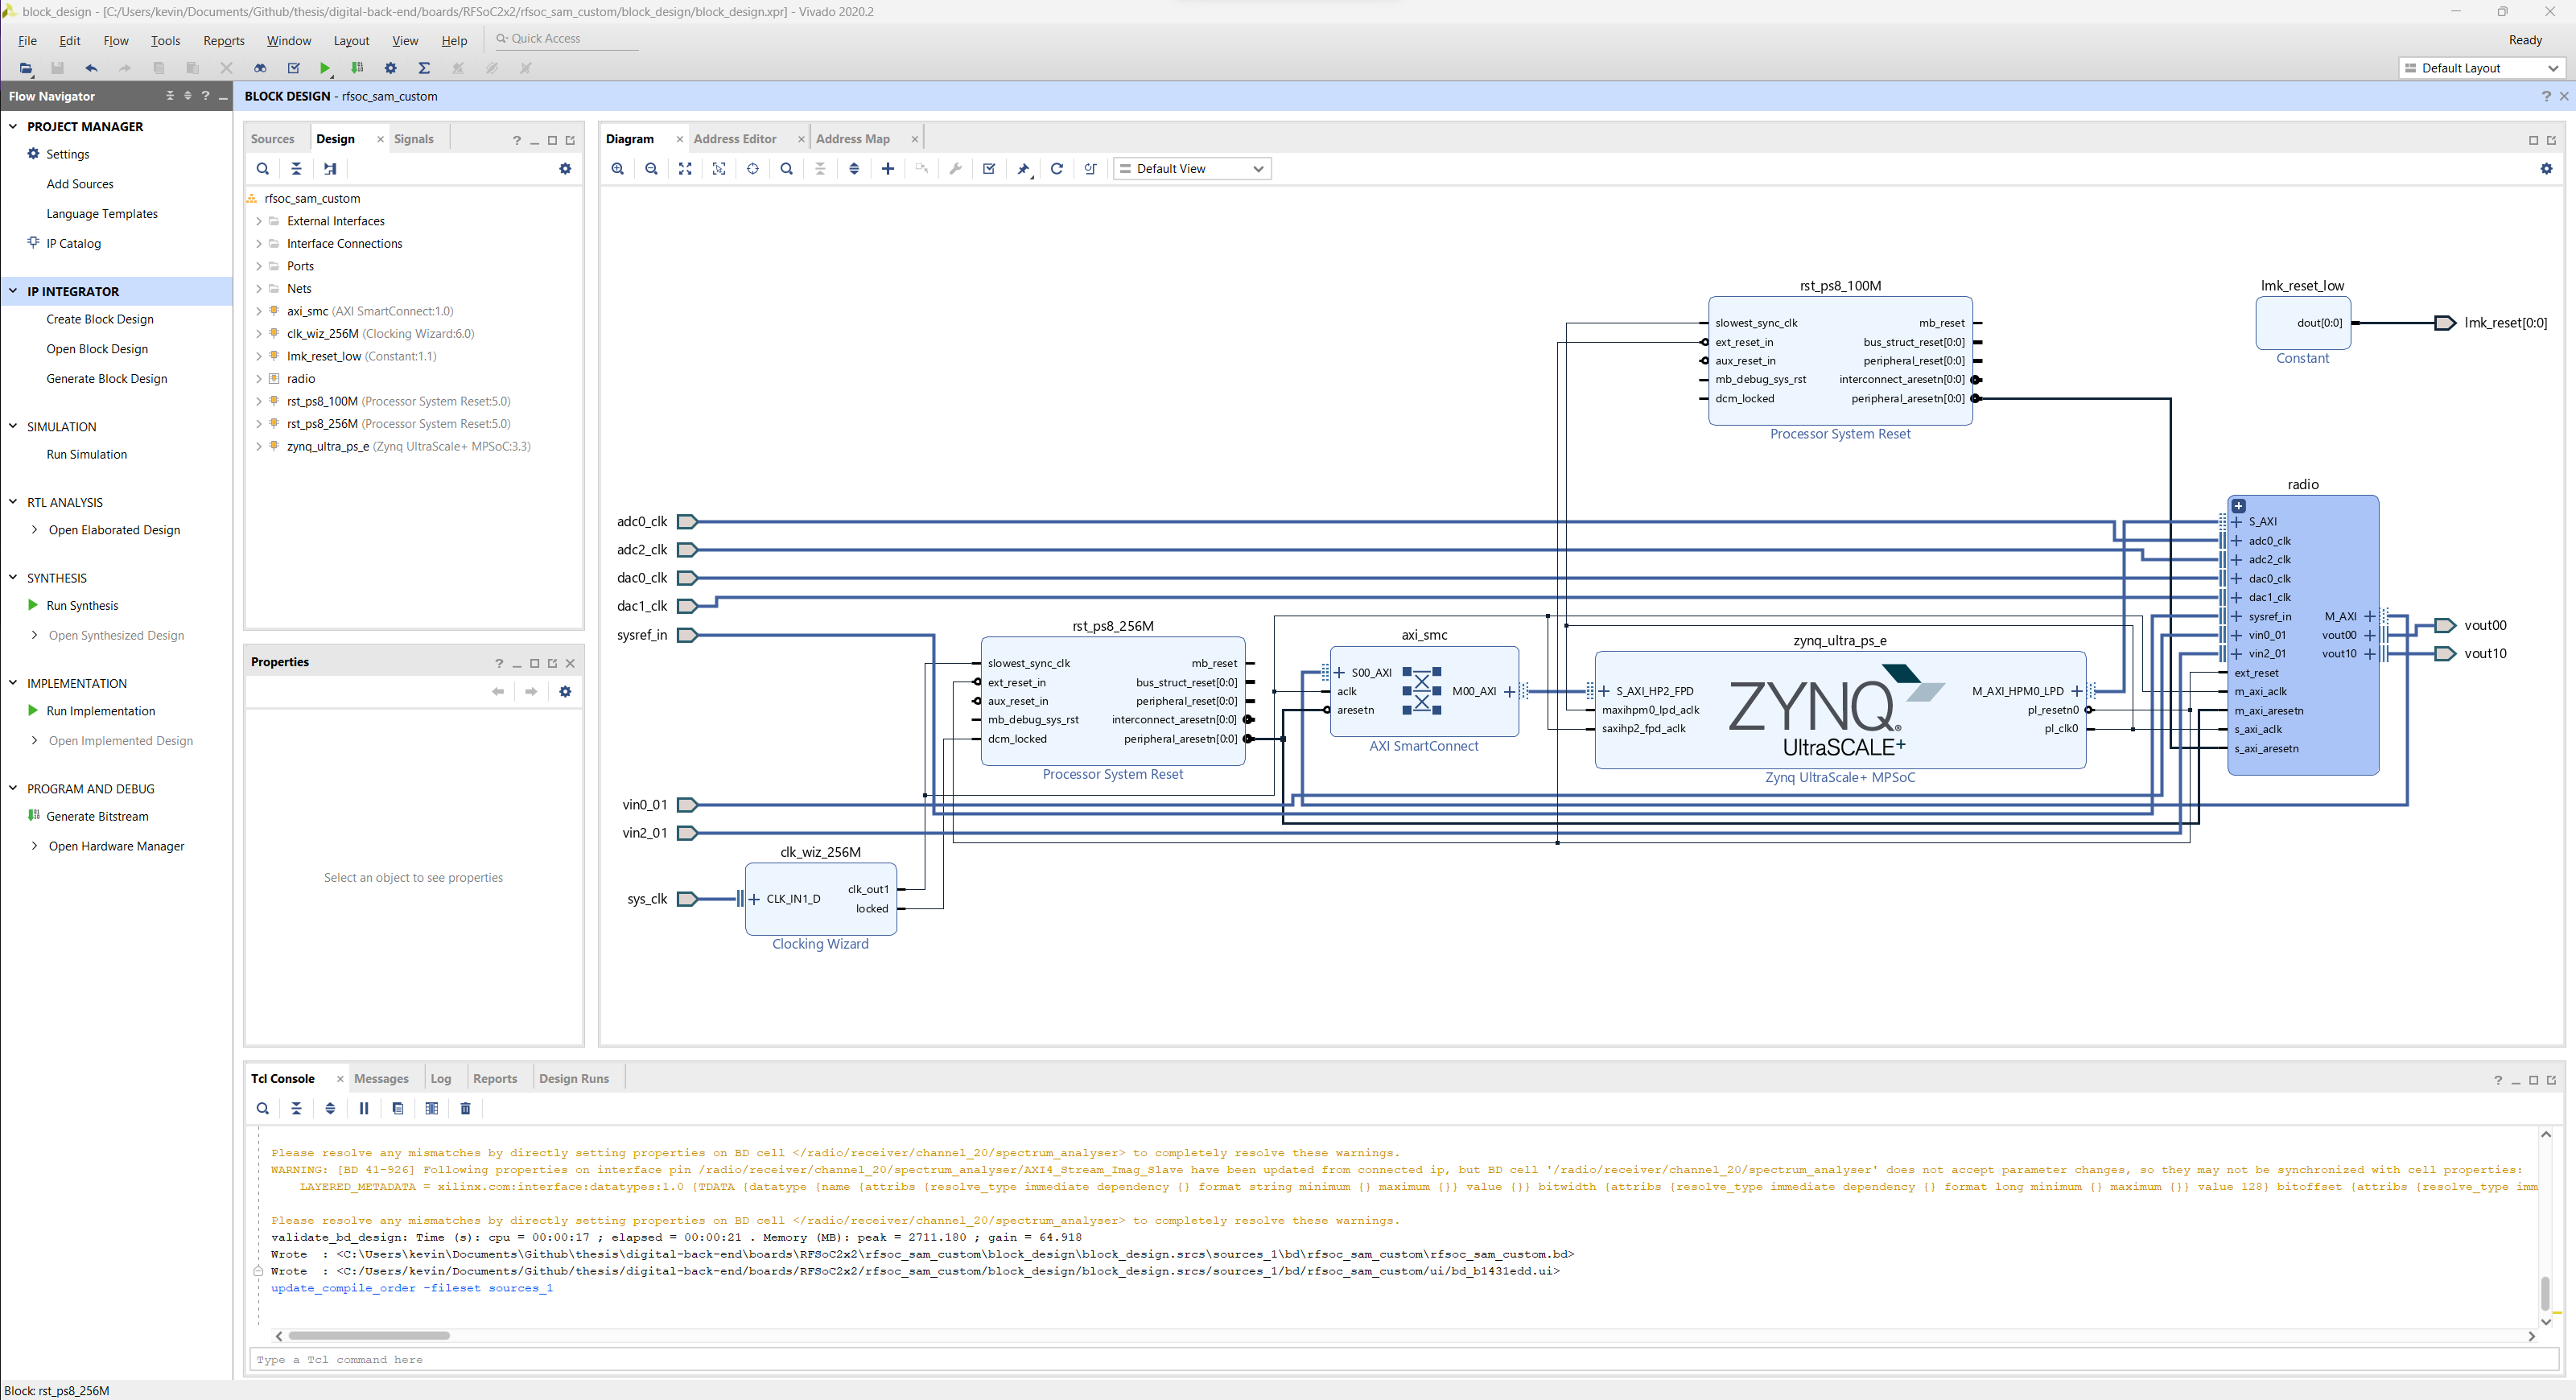 block_design - [C:/Users/kevin/Documents/Github/thesis/digital-back-end/boards/RFSoC2x2/rfsoc_sam_custom/block_design/block_design.xpr] - Vivado 2020.2
File Edit Flow Tools Reports Window Layout View Help Quick Access
Ready
Default Layout
Flow Navigator
PROJECT MANAGER
Settings
Add Sources
Language Templates
IP Catalog
IP INTEGRATOR
Create Block Design
Open Block Design
Generate Block Design
SIMULATION
Run Simulation
RTL ANALYSIS
Open Elaborated Design
SYNTHESIS
Run Synthesis
Open Synthesized Design
IMPLEMENTATION
Run Implementation
Open Implemented Design
PROGRAM AND DEBUG
Generate Bitstream
Open Hardware Manager
BLOCK DESIGN - rfsoc_sam_custom
Sources Design Signals
rfsoc_sam_custom
External Interfaces
Interface Connections
Ports
Nets
axi_smc (AXI SmartConnect:1.0)
clk_wiz_256M (Clocking Wizard:6.0)
lmk_reset_low (Constant:1.1)
radio
rst_ps8_100M (Processor System Reset:5.0)
rst_ps8_256M (Processor System Reset:5.0)
zynq_ultra_ps_e (Zynq UltraScale+ MPSoC:3.3)
Properties
Select an object to see properties
Diagram Address Editor Address Map
Default View
rst_ps8_100M
slowest_sync_clk mb_reset
ext_reset_in bus_struct_reset[0:0]
aux_reset_in peripheral_reset[0:0]
mb_debug_sys_rst interconnect_aresetn[0:0]
dcm_locked peripheral_aresetn[0:0]
Processor System Reset
lmk_reset_low
dout[0:0]
Constant
lmk_reset[0:0]
adc0_clk
adc2_clk
dac0_clk
dac1_clk
sysref_in
rst_ps8_256M
slowest_sync_clk mb_reset
ext_reset_in bus_struct_reset[0:0]
aux_reset_in peripheral_reset[0:0]
mb_debug_sys_rst interconnect_aresetn[0:0]
dcm_locked peripheral_aresetn[0:0]
Processor System Reset
axi_smc
S00_AXI
aclk M00_AXI
aresetn
AXI SmartConnect
zynq_ultra_ps_e
S_AXI_HP2_FPD M_AXI_HPM0_LPD
maxihpm0_lpd_aclk pl_resetn0
saxihp2_fpd_aclk pl_clk0
ZYNQ
UltraSCALE+
Zynq UltraScale+ MPSoC
radio
S_AXI
adc0_clk
adc2_clk
dac0_clk
dac1_clk
sysref_in M_AXI
vin0_01 vout00
vin2_01 vout10
ext_reset
m_axi_aclk
m_axi_aresetn
s_axi_aclk
s_axi_aresetn
vout00
vout10
vin0_01
vin2_01
clk_wiz_256M
sys_clk
CLK_IN1_D
clk_out1
locked
Clocking Wizard
Tcl Console Messages Log Reports Design Runs
Please resolve any mismatches by directly setting properties on BD cell </radio/receiver/channel_20/spectrum_analyser> to completely resolve these warnings.
WARNING: [BD 41-926] Following properties on interface pin /radio/receiver/channel_20/spectrum_analyser/AXI4_Stream_Imag_Slave have been updated from connected ip, but BD cell '/radio/receiver/channel_20/spectrum_analyser' does not accept parameter changes, so they may not be synchronized with cell properties:
LAYERED_METADATA = xilinx.com:interface:datatypes:1.0 {TDATA {datatype {name {attribs {resolve_type immediate dependency {} format string minimum {} maximum {}} value {}} bitwidth {attribs {resolve_type immediate dependency {} format long minimum {} maximum {}} value 128} bitoffset {attribs {resolve_type imm
Please resolve any mismatches by directly setting properties on BD cell </radio/receiver/channel_20/spectrum_analyser> to completely resolve these warnings.
validate_bd_design: Time (s): cpu = 00:00:17 ; elapsed = 00:00:21 . Memory (MB): peak = 2711.180 ; gain = 64.918
Wrote  : <C:\Users\kevin\Documents\Github\thesis\digital-back-end\boards\RFSoC2x2\rfsoc_sam_custom\block_design\block_design.srcs\sources_1\bd\rfsoc_sam_custom\rfsoc_sam_custom.bd>
Wrote  : <C:/Users/kevin/Documents/Github/thesis/digital-back-end/boards/RFSoC2x2/rfsoc_sam_custom/block_design/block_design.srcs/sources_1/bd/rfsoc_sam_custom/ui/bd_b1431edd.ui>
update_compile_order -fileset sources_1
Type a Tcl command here
Block: rst_ps8_256M